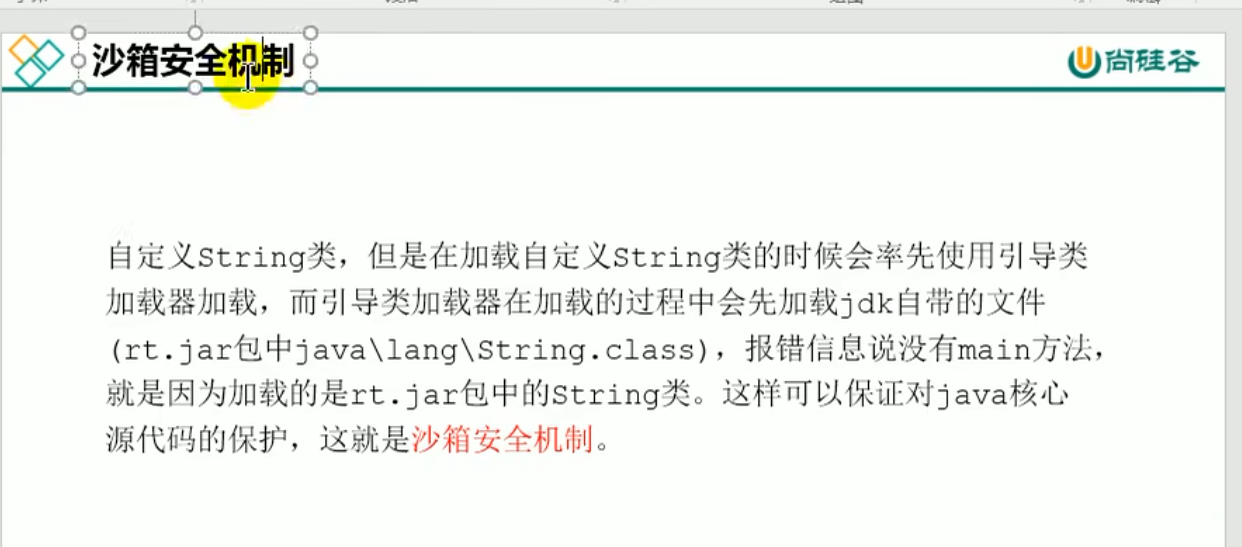 沙箱安全机制
尚硅谷
自定义String类，但是在加载自定义String类的时候会率先使用引导类
加载器加载，而引导类加载器在加载的过程中会先加载jdk自带的文件
(rt.jar包中java\lang\String.class)，报错信息说没有main方法，
就是因为加载的是rt.jar包中的String类。这样可以保证对java核心
源代码的保护，这就是沙箱安全机制。